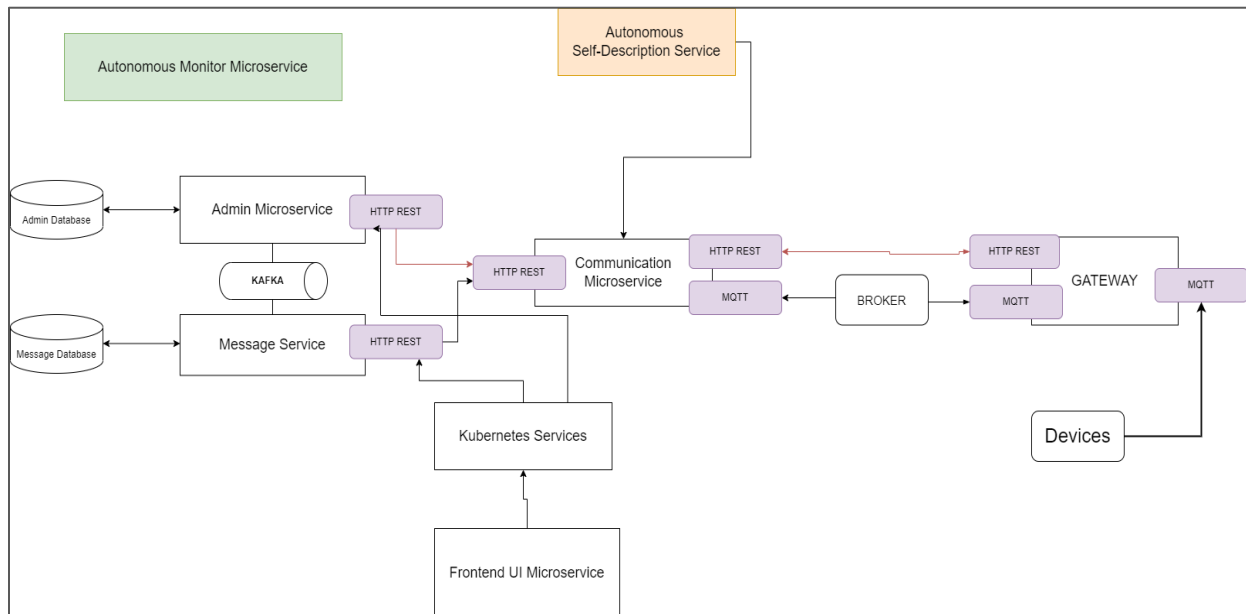 Autonomous
Self-Description Service
Autonomous Monitor Microservice
Admin Database
Admin Microservice
HTTP REST
KAFKA
HTTP REST
Communication
Microservice
HTTP REST
MQTT
BROKER
HTTP REST
MQTT
GATEWAY
MQTT
Message Database
Message Service
HTTP REST
Kubernetes Services
Devices
Frontend UI Microservice